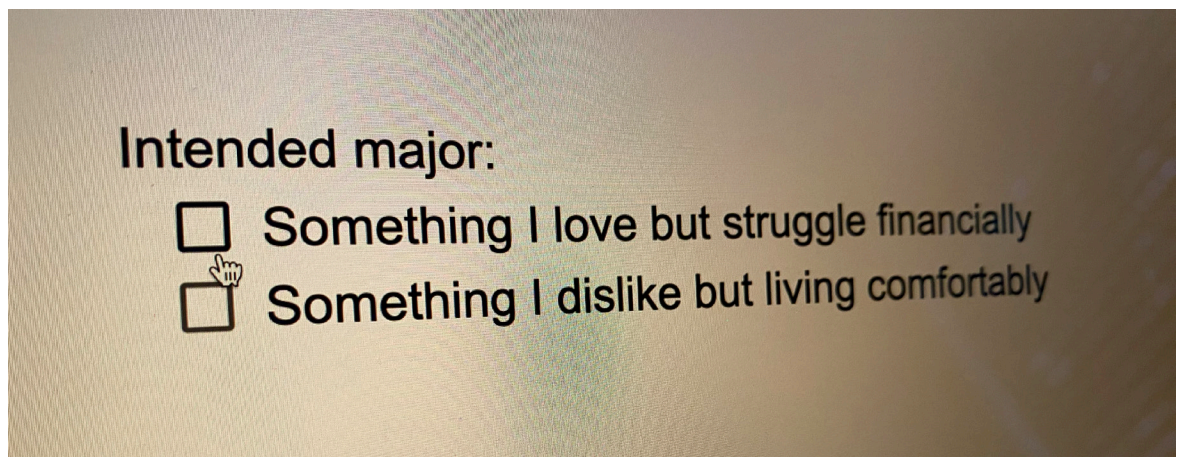 Intended major:
Something I love but struggle financially
Something I dislike but living comfortably